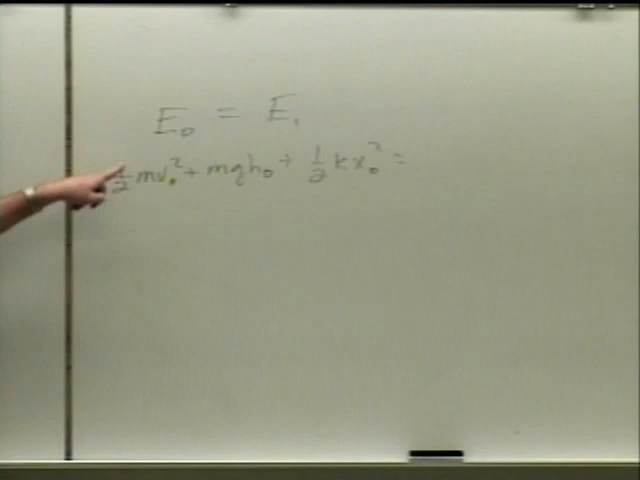 E₀ = E₁
½mv₀² + mgh₀ + ½kx₀² =